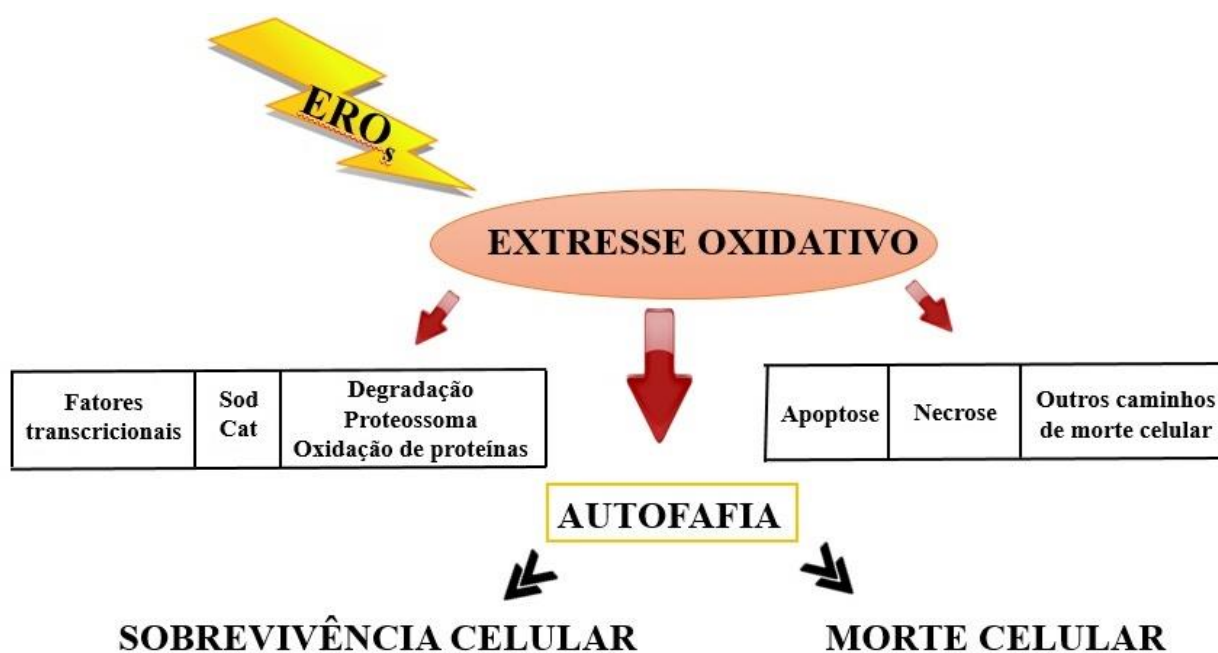 EROs
EXTRESSE OXIDATIVO
Fatores
transcricionais
Sod
Cat
Degradação
Proteossoma
Oxidação de proteínas
Apoptose
Necrose
Outros caminhos
de morte celular
AUTOFAFIA
SOBREVIVÊNCIA CELULAR
MORTE CELULAR